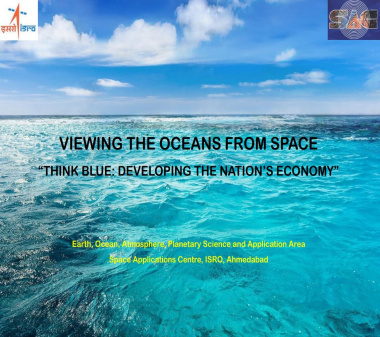 इसरो isro
SAC
VIEWING THE OCEANS FROM SPACE
“THINK BLUE: DEVELOPING THE NATION’S ECONOMY”
Earth, Ocean, Atmosphere, Planetary Science and Application Area
Space Applications Centre, ISRO, Ahmedabad